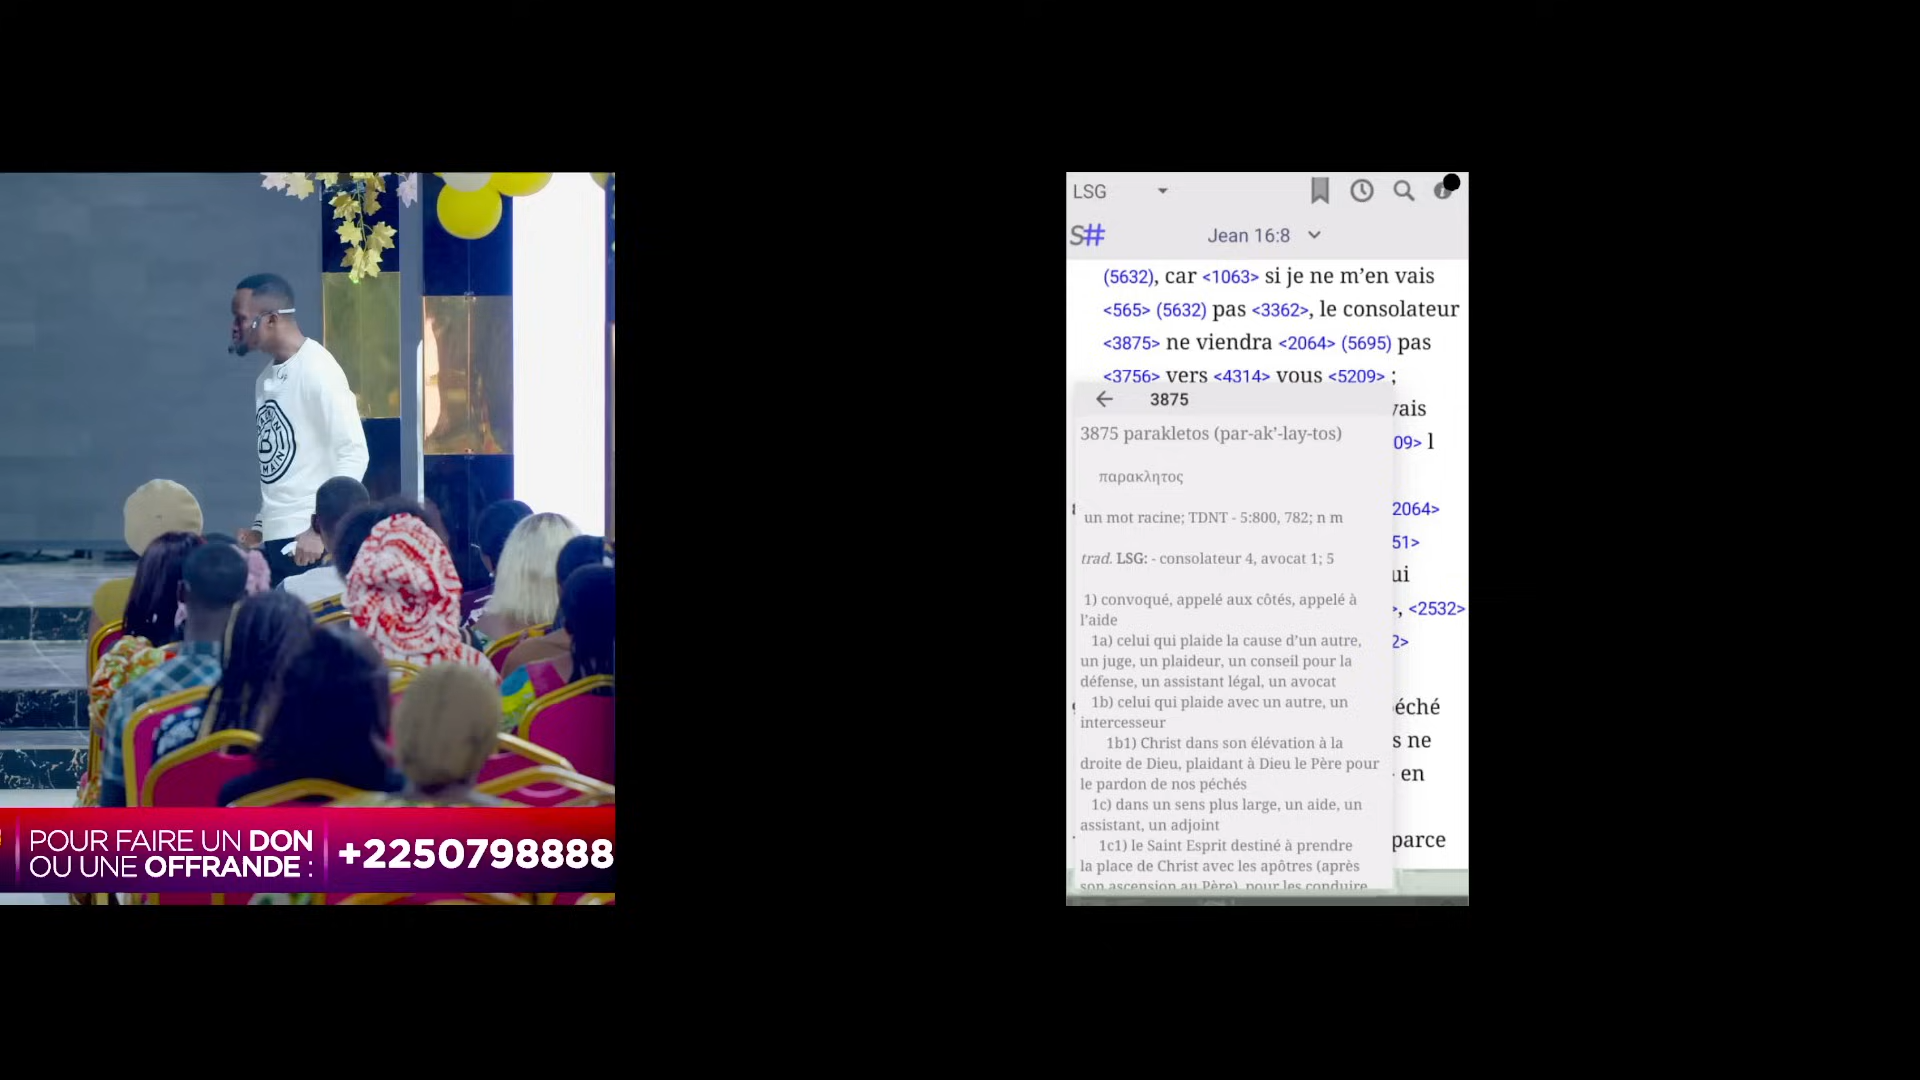 POUR FAIRE UN DON
OU UNE OFFRANDE :
+2250798888
LSG
S#
Jean 16:8
(5632), car <1063> si je ne m’en vais
<565> (5632) pas <3362>, le consolateur
<3875> ne viendra <2064> (5695) pas
<3756> vers <4314> vous <5209> ;
vais
09> l
2064>
51>
ui
>, <2532>
2>
éché
s ne
en
parce
3875
3875 parakletos (par-ak’-lay-tos)
παρακλητος
un mot racine; TDNT - 5:800, 782; n m
trad. LSG: - consolateur 4, avocat 1; 5
1) convoqué, appelé aux côtés, appelé à
l’aide
1a) celui qui plaide la cause d’un autre,
un juge, un plaideur, un conseil pour la
défense, un assistant légal, un avocat
1b) celui qui plaide avec un autre, un
intercesseur
1b1) Christ dans son élévation à la
droite de Dieu, plaidant à Dieu le Père pour
le pardon de nos péchés
1c) dans un sens plus large, un aide, un
assistant, un adjoint
1c1) le Saint Esprit destiné à prendre
la place de Christ avec les apôtres (après
son ascension au Père), pour les conduire